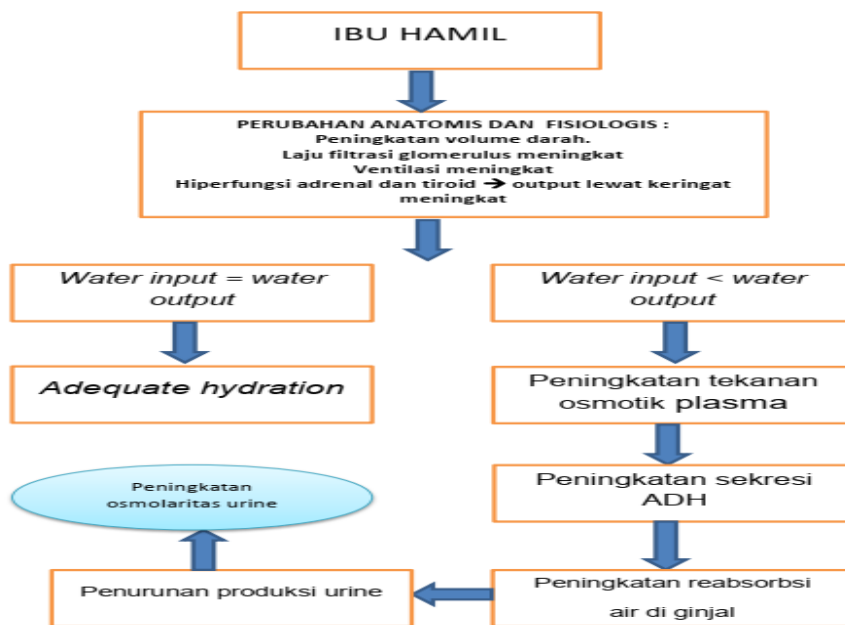 IBU HAMIL
PERUBAHAN ANATOMIS DAN FISIOLOGIS :
Peningkatan volume darah.
Laju filtrasi glomerulus meningkat
Ventilasi meningkat
Hiperfungsi adrenal dan tiroid → output lewat keringat
meningkat
Water input = water
output
Water input < water
output
Adequate hydration
Peningkatan tekanan
osmotik plasma
Peningkatan
osmolaritas urine
Peningkatan sekresi
ADH
Penurunan produksi urine
Peningkatan reabsorbsi
air di ginjal